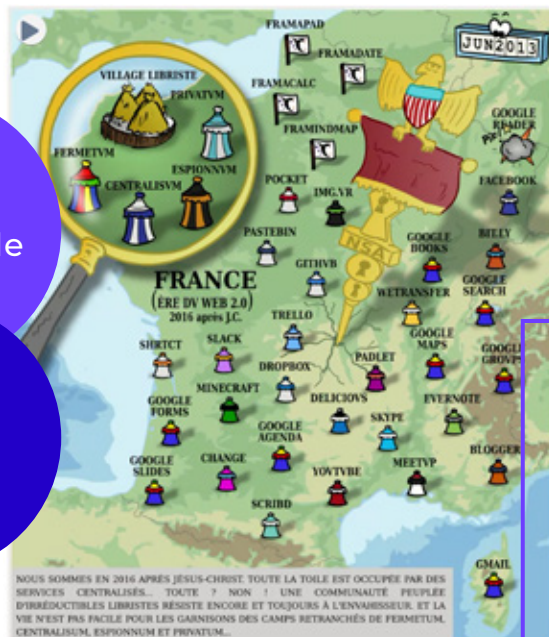 FRAMAPAD
JUN2013
FRAMADATE
VILLAGE LIBRISTE
FRAMACALC
PRIVATVM
GOOGLE
READER
Pif!
FRAMINDMAP
FERMETVM
ESPIONNVM
POCKET
FACEBOOK
CENTRALISVM
IMG.VR
de
PASTEBIN
NSA
GOOGLE
BOOKS
BITLY
GITHVB
FRANCE
(ÈRE DV WEB 2.0)
2016 après J.C.
WETRANSFER
GOOGLE
SEARCH
TRELLO
GOOGLE
MAPS
SHRTCT
SLACK
PADLET
GOOGLE
GROVPS
DROPBOX
MINECRAFT
DELICIOVS
EVERNOTE
GOOGLE
FORMS
SKYPE
GOOGLE
AGENDA
GOOGLE
SLIDES
CHANGE
YOVTVBE
MEETVP
BLOGGER
SCRIBD
GMAIL
NOUS SOMMES EN 2016 APRÈS JÉSUS-CHRIST. TOUTE LA TOILE EST OCCUPÉE PAR DES
SERVICES CENTRALISÉS... TOUTE ? NON ! UNE COMMUNAUTÉ PEUPLÉE
D'IRRÉDUCTIBLES LIBRISTES RÉSISTE ENCORE ET TOUJOURS À L'ENVAHISSEUR. ET LA
VIE N'EST PAS FACILE POUR LES GARNISONS DES CAMPS RETRANCHÉS DE FERMETUM,
CENTRALISUM, ESPIONNUM ET PRIVATUM...